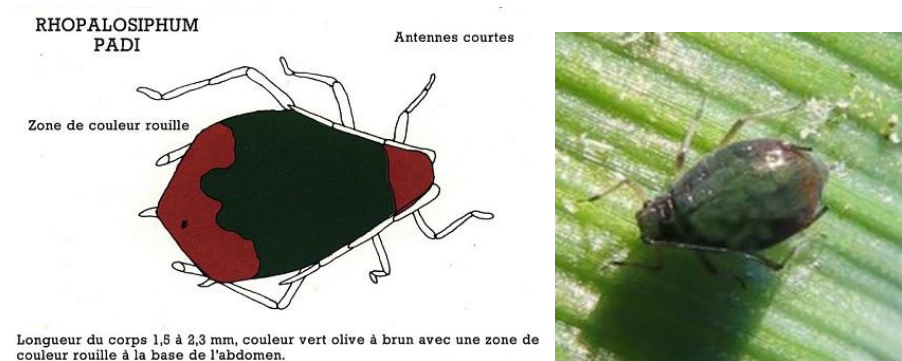 RHOPALOSIPHUM
PADI
Antennes courtes
Zone de couleur rouille
Longueur du corps 1,5 à 2,3 mm, couleur vert olive à brun avec une zone de
couleur rouille à la base de l'abdomen.